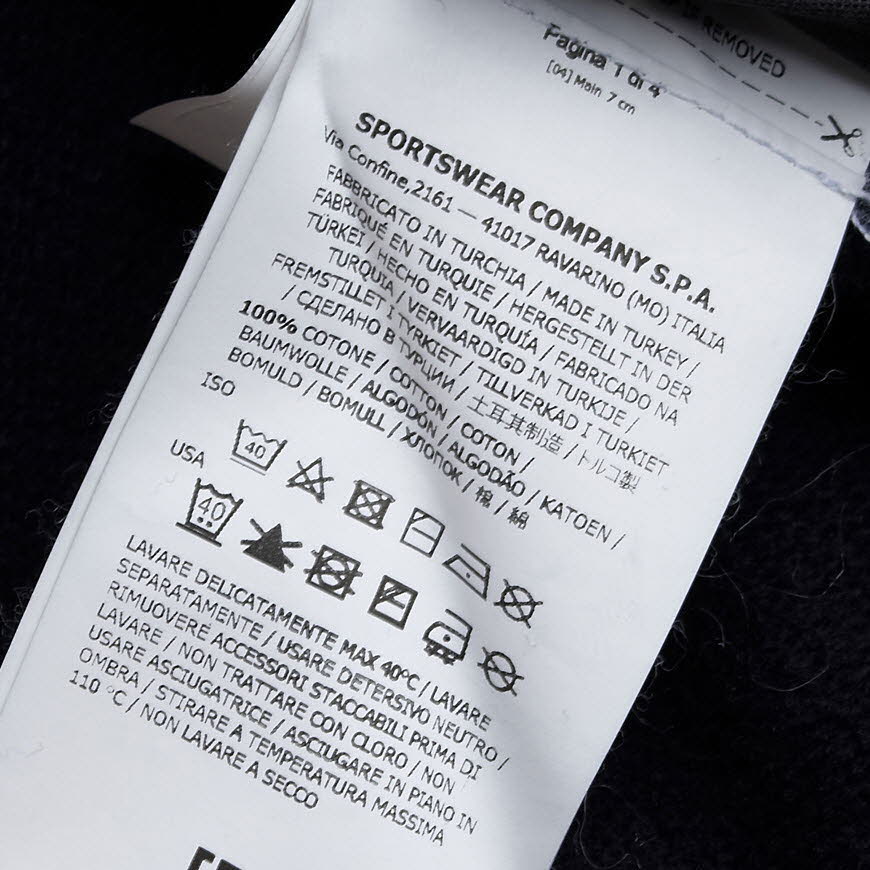 REMOVED
Pagina 1 di 4
[04] Main 7 cm
SPORTSWEAR COMPANY S.P.A.
Via Confine,2161 — 41017 RAVARINO (MO) ITALIA
FABBRICATO IN TURCHIA / MADE IN TURKEY /
FABRIQUÉ EN TURQUIE / HERGESTELLT IN DER
TÜRKEI / HECHO EN TURQUÍA / FABRICADO NA
TURQUIA / VERVAARDIGD IN TURKIJE /
FREMSTILLET I TYRKIET / TILLVERKAD I TURKIET
/ СДЕЛАНО В ТУРЦИИ / 土耳其制造 / トルコ製
100% COTONE / COTTON / COTON /
BAUMWOLLE / ALGODÓN / ALGODÃO / KATOEN /
BOMULD / BOMULL / ХЛОПОК / 棉 / 綿
ISO
40
USA
40
LAVARE DELICATAMENTE MAX 40°C / LAVARE
SEPARATAMENTE / USARE DETERSIVO NEUTRO /
RIMUOVERE ACCESSORI STACCABILI PRIMA DI
LAVARE / NON TRATTARE CON CLORO / NON
USARE ASCIUGATRICE / ASCIUGARE IN PIANO IN
OMBRA / STIRARE A TEMPERATURA MASSIMA
110 °C / NON LAVARE A SECCO